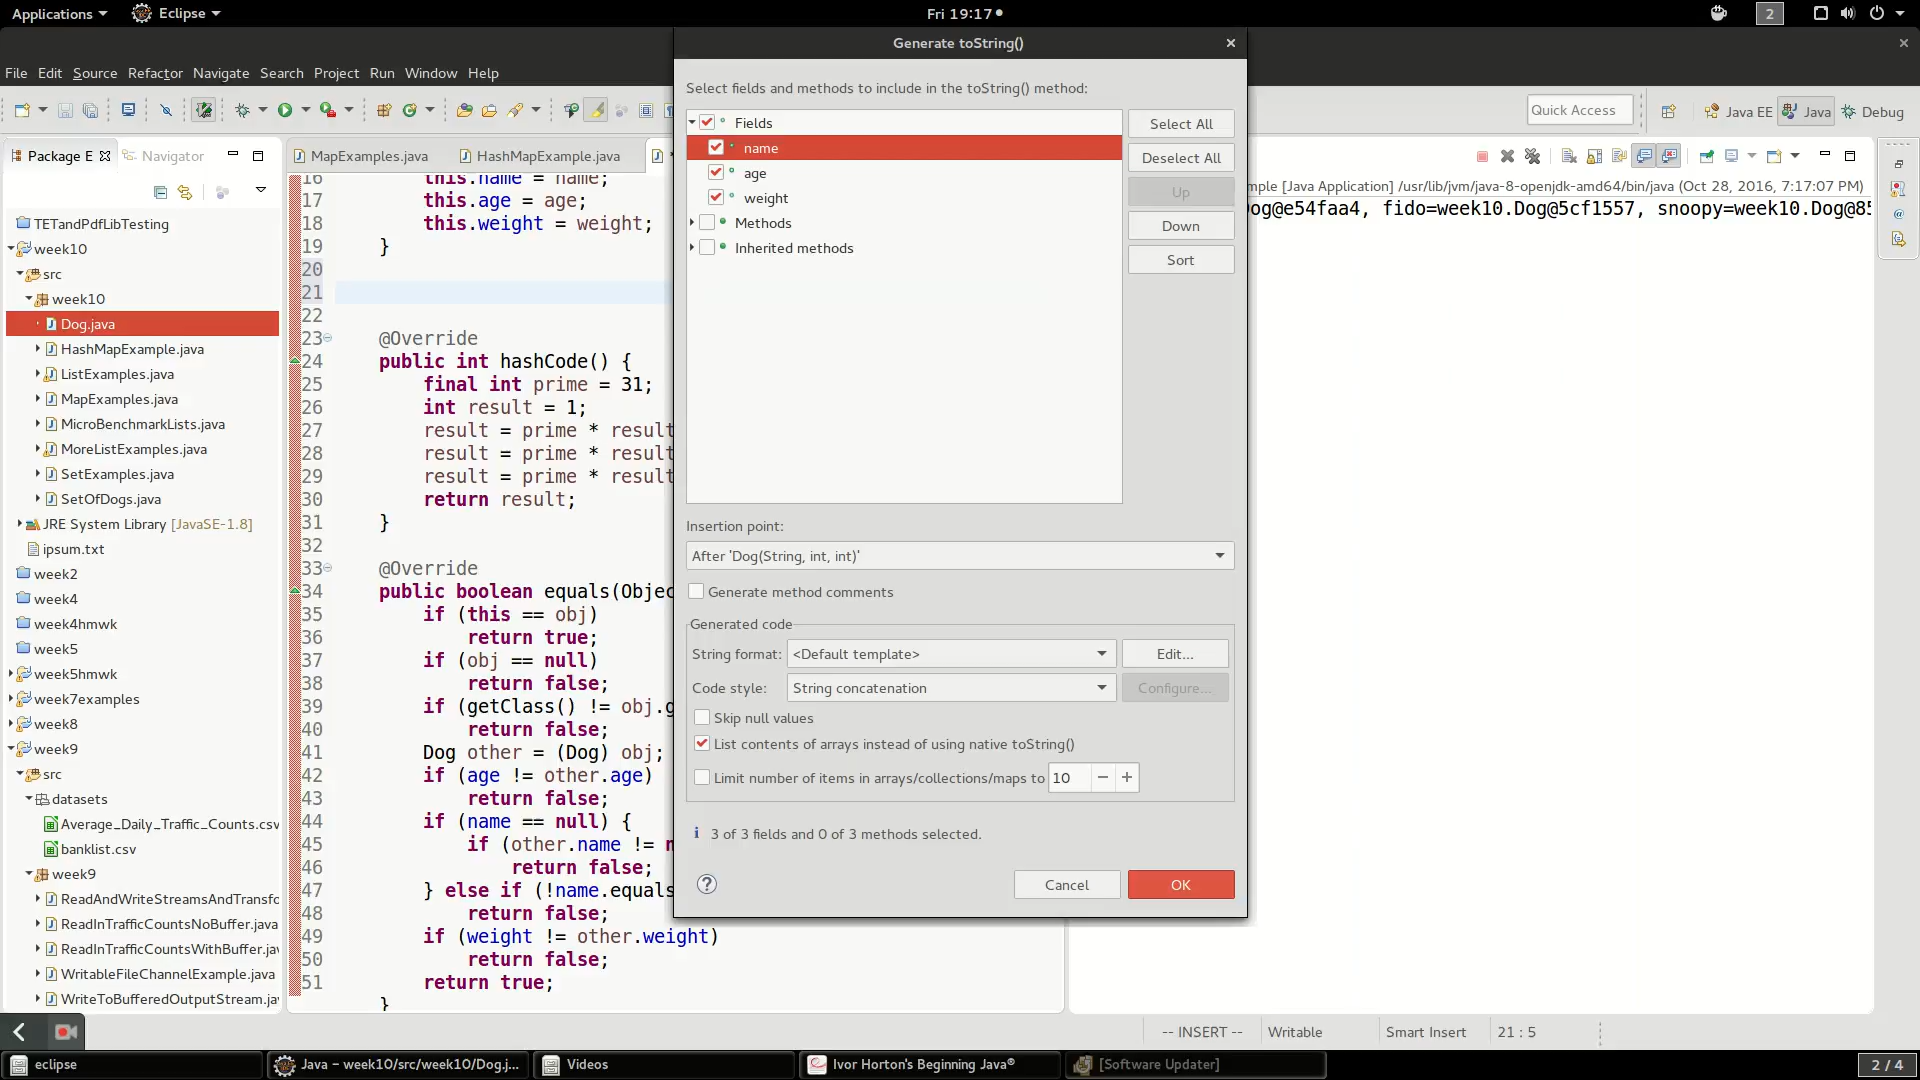 Applications
Eclipse
Fri 19:17
2
Generate toString()
File Edit Source Refactor Navigate Search Project Run Window Help
Quick Access
Java EE
Java
Debug
Package E
Navigator
TETandPdfLibTesting
week10
src
week10
Dog.java
HashMapExample.java
ListExamples.java
MapExamples.java
MicroBenchmarkLists.java
MoreListExamples.java
SetExamples.java
SetOfDogs.java
JRE System Library [JavaSE-1.8]
ipsum.txt
week2
week4
week4hmwk
week5
week5hmwk
week7examples
week8
week9
src
datasets
Average_Daily_Traffic_Counts.csv
banklist.csv
week9
ReadAndWriteStreamsAndTransfo
ReadInTrafficCountsNoBuffer.java
ReadInTrafficCountsWithBuffer.jav
WritableFileChannelExample.java
WriteToBufferedOutputStream.jav
MapExamples.java
HashMapExample.java
16 this.name = name;
17 this.age = age;
18 this.weight = weight;
19 }
20
21
22
23 @Override
24 public int hashCode() {
25 final int prime = 31;
26 int result = 1;
27 result = prime * result
28 result = prime * result
29 result = prime * result
30 return result;
31 }
32
33 @Override
34 public boolean equals(Objec
35 if (this == obj)
36 return true;
37 if (obj == null)
38 return false;
39 if (getClass() != obj.g
40 return false;
41 Dog other = (Dog) obj;
42 if (age != other.age)
43 return false;
44 if (name == null) {
45 if (other.name != n
46 return false;
47 } else if (!name.equals
48 return false;
49 if (weight != other.weight)
50 return false;
51 return true;
}
Select fields and methods to include in the toString() method:
Fields
name
age
weight
Methods
Inherited methods
Select All
Deselect All
Up
Down
Sort
Insertion point:
After 'Dog(String, int, int)'
Generate method comments
Generated code
String format: <Default template> Edit...
Code style: String concatenation Configure...
Skip null values
List contents of arrays instead of using native toString()
Limit number of items in arrays/collections/maps to 10
3 of 3 fields and 0 of 3 methods selected.
Cancel
OK
mple [Java Application] /usr/lib/jvm/java-8-openjdk-amd64/bin/java (Oct 28, 2016, 7:17:07 PM)
og@e54faa4, fido=week10.Dog@5cf1557, snoopy=week10.Dog@85
-- INSERT --
Writable
Smart Insert
21 : 5
eclipse
Java - week10/src/week10/Dog.j...
Videos
Ivor Horton's Beginning Java®
[Software Updater]
2 / 4